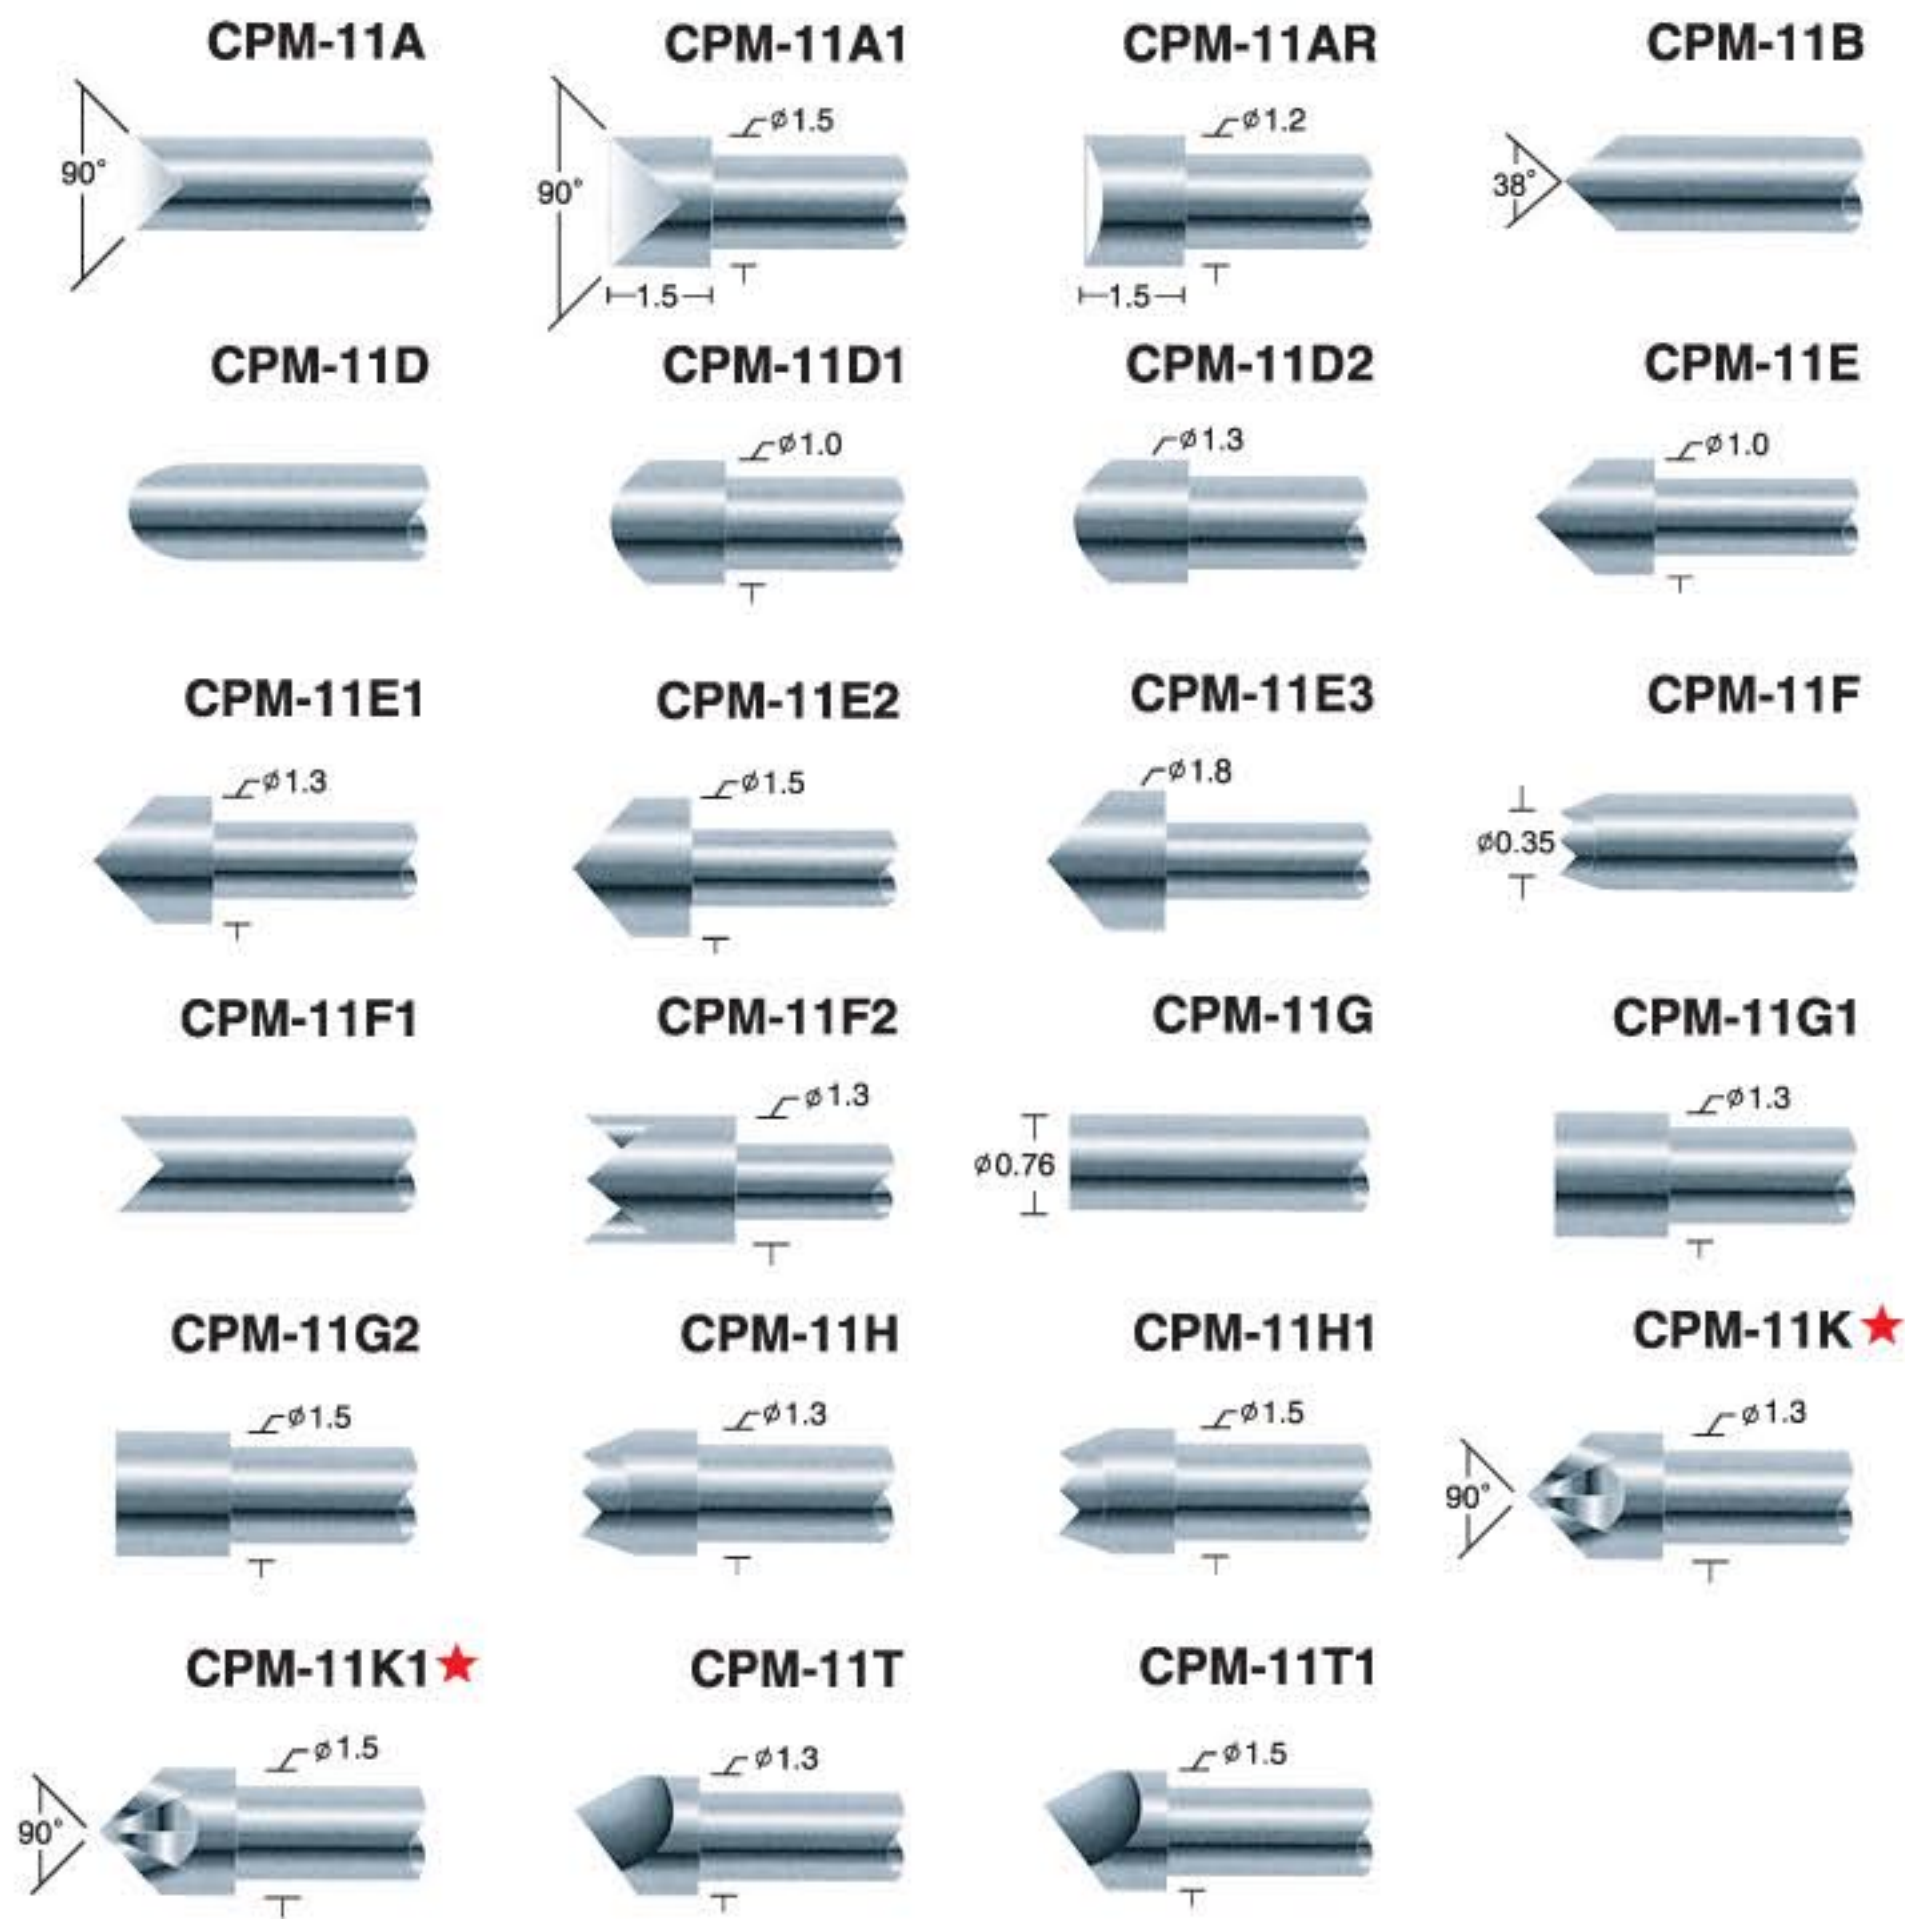 CPM-11A CPM-11A1 CPM-11AR CPM-11B
90° 90° ø1.5 ø1.2 38°
1.5 1.5
CPM-11D CPM-11D1 CPM-11D2 CPM-11E
ø1.0 ø1.3 ø1.0
CPM-11E1 CPM-11E2 CPM-11E3 CPM-11F
ø1.3 ø1.5 ø1.8 ø0.35
CPM-11F1 CPM-11F2 CPM-11G CPM-11G1
ø1.3 ø0.76 ø1.3
CPM-11G2 CPM-11H CPM-11H1 CPM-11K★
ø1.5 ø1.3 ø1.5 90° ø1.3
CPM-11K1★ CPM-11T CPM-11T1
90° ø1.5 ø1.3 ø1.5